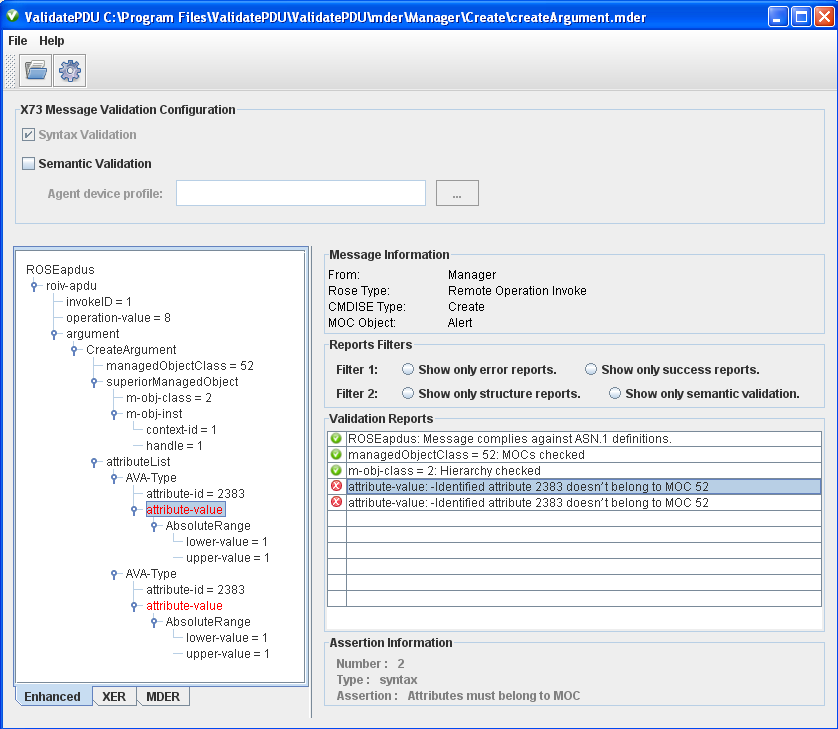 ValidatePDU C:\Program Files\ValidatePDU\ValidatePDU\mder\Manager\Create\createArgument.mder
File Help
X73 Message Validation Configuration
Syntax Validation
Semantic Validation
Agent device profile: ...
ROSEapdus
roiv-apdu
invokeID = 1
operation-value = 8
argument
CreateArgument
managedObjectClass = 52
superiorManagedObject
m-obj-class = 2
m-obj-inst
context-id = 1
handle = 1
attributeList
AVA-Type
attribute-id = 2383
attribute-value
AbsoluteRange
lower-value = 1
upper-value = 1
AVA-Type
attribute-id = 2383
attribute-value
AbsoluteRange
lower-value = 1
upper-value = 1
Enhanced XER MDER
Message Information
From: Manager
Rose Type: Remote Operation Invoke
CMDISE Type: Create
MOC Object: Alert
Reports Filters
Filter 1: Show only error reports. Show only success reports.
Filter 2: Show only structure reports. Show only semantic validation.
Validation Reports
ROSEapdus: Message complies against ASN.1 definitions.
managedObjectClass = 52: MOCs checked
m-obj-class = 2: Hierarchy checked
attribute-value: -Identified attribute 2383 doesn't belong to MOC 52
attribute-value: -Identified attribute 2383 doesn't belong to MOC 52
Assertion Information
Number : 2
Type : syntax
Assertion : Attributes must belong to MOC